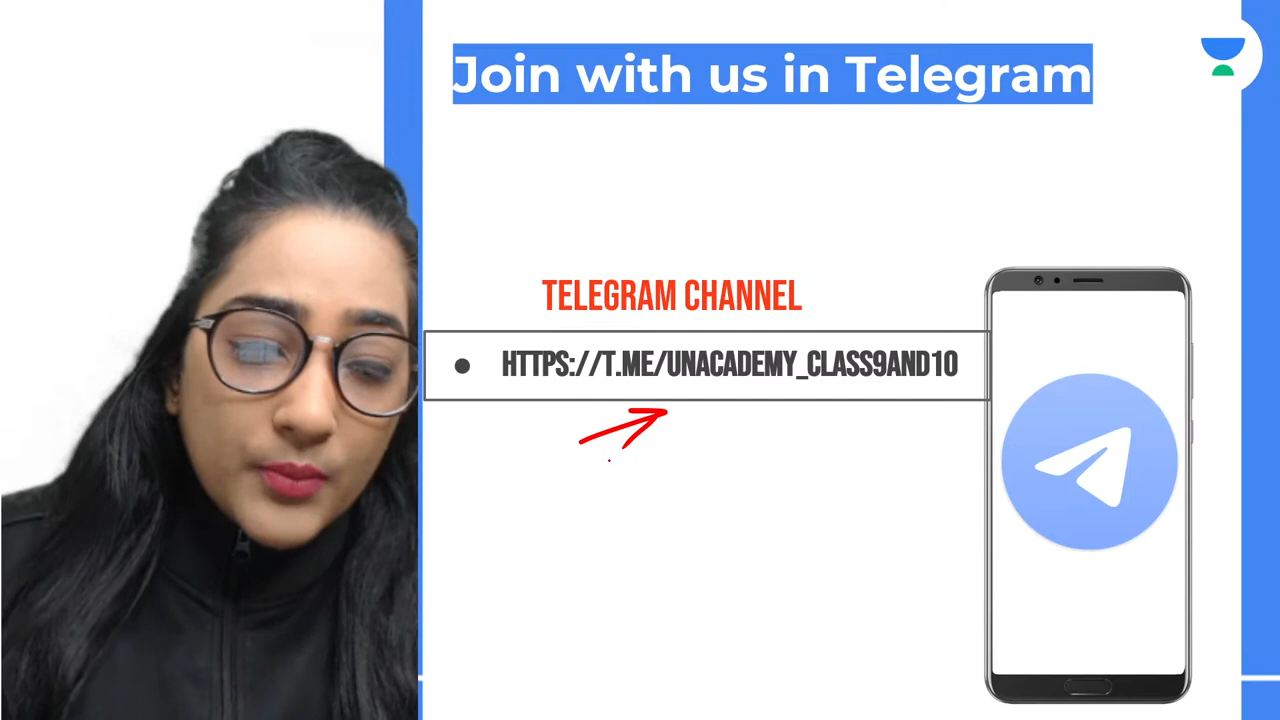 Join with us in Telegram
TELEGRAM CHANNEL
● HTTPS://T.ME/UNACADEMY_CLASS9AND10